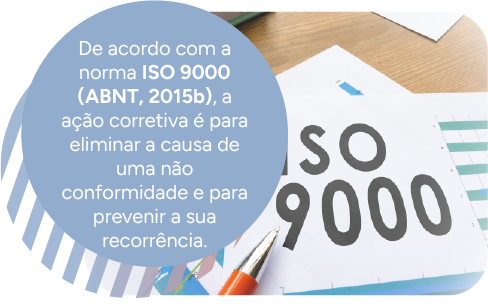 De acordo com a
norma ISO 9000
(ABNT, 2015b), a
ação corretiva é para
eliminar a causa de
uma não
conformidade e para
prevenir a sua
recorrência.
ISO
9000